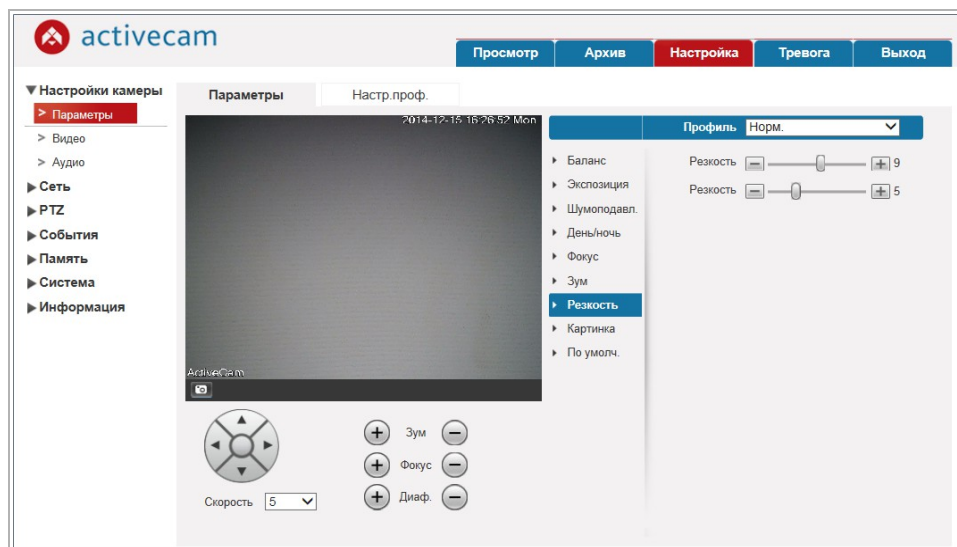 activecam
Просмотр Архив Настройка Тревога Выход
Настройки камеры
> Параметры
> Видео
> Аудио
Сеть
PTZ
События
Память
Система
Информация
Параметры Настр.проф.
2014-12-15 16:26:52 Mon
ActiveCam
Профиль Норм.
Баланс
Экспозиция
Шумоподавл.
День/ночь
Фокус
Зум
Резкость
Картинка
По умолч.
Резкость 9
Резкость 5
Зум
Фокус
Диаф.
Скорость 5